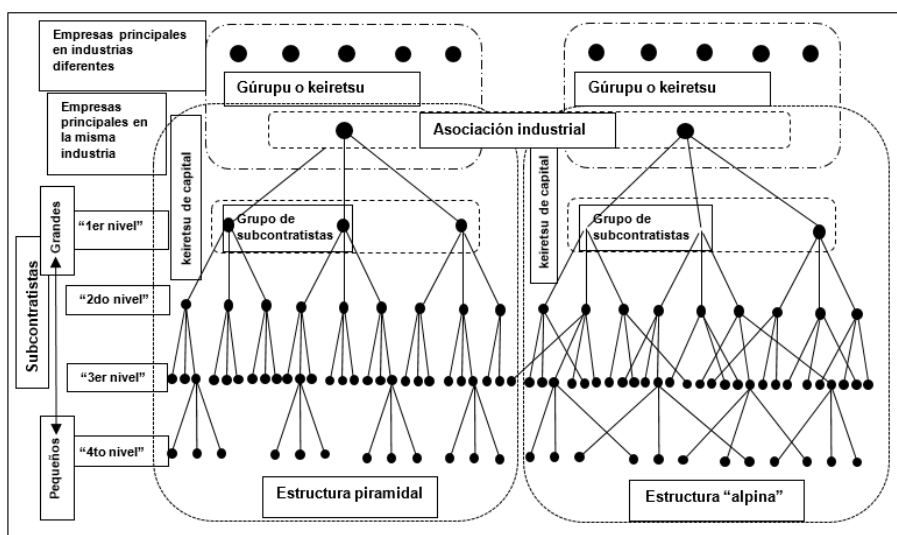 Empresas principales
en industrias
diferentes
Gúrupu o keiretsu
Gúrupu o keiretsu
Empresas
principales en
la misma
industria
Asociación industrial
keiretsu de capital
keiretsu de capital
Subcontratistas
Grandes
“1er nivel”
Grupo de
subcontratistas
Grupo de
subcontratistas
“2do nivel”
“3er nivel”
Pequeños
“4to nivel”
Estructura piramidal
Estructura “alpina”